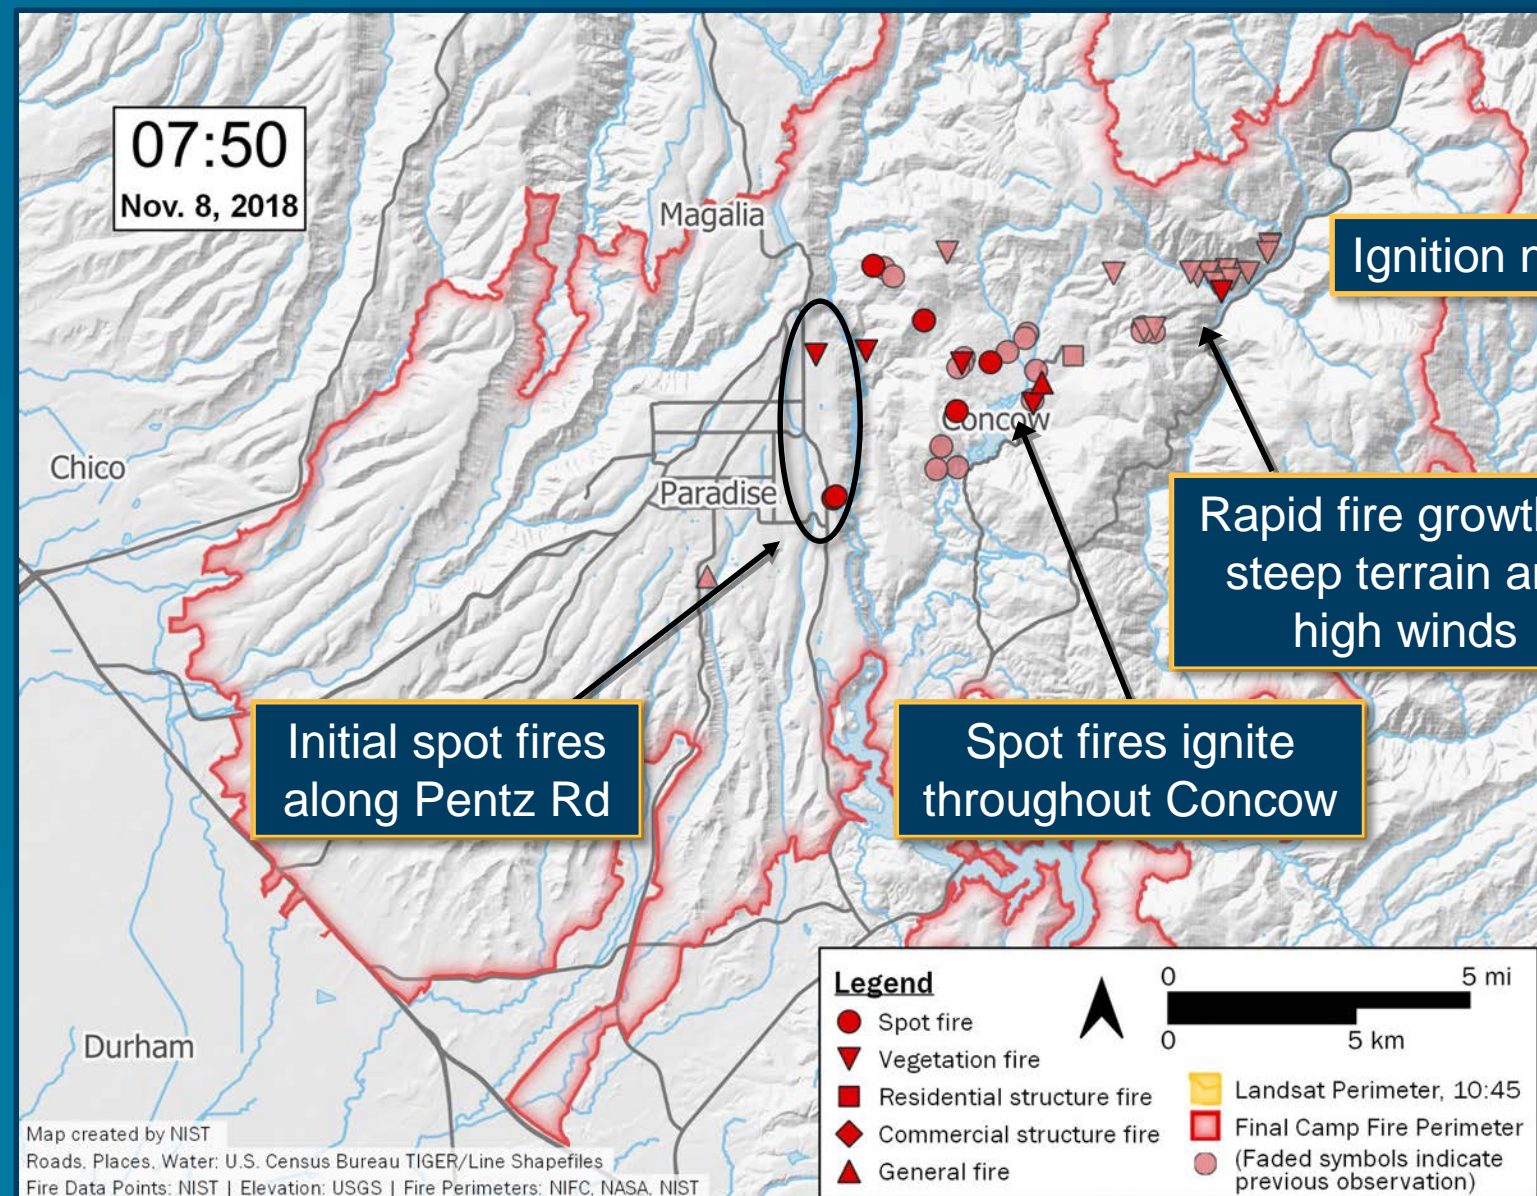 07:50
Nov. 8, 2018
Magalia
Ignition
Chico
Concow
Paradise
Rapid fire
steep terrain
high winds
Initial spot fires
along Pentz Rd
Spot fires ignite
throughout Concow
Durham
Legend
Spot fire
Vegetation fire
Residential structure fire
Commercial structure fire
General fire
0 5 mi
0 5 km
Landsat Perimeter, 10:45
Final Camp Fire Perimeter
(Faded symbols indicate
previous observation)
Map created by NIST
Roads, Places, Water: U.S. Census Bureau TIGER/Line Shapefiles
Fire Data Points: NIST | Elevation: USGS | Fire Perimeters: NIFC, NASA, NIST